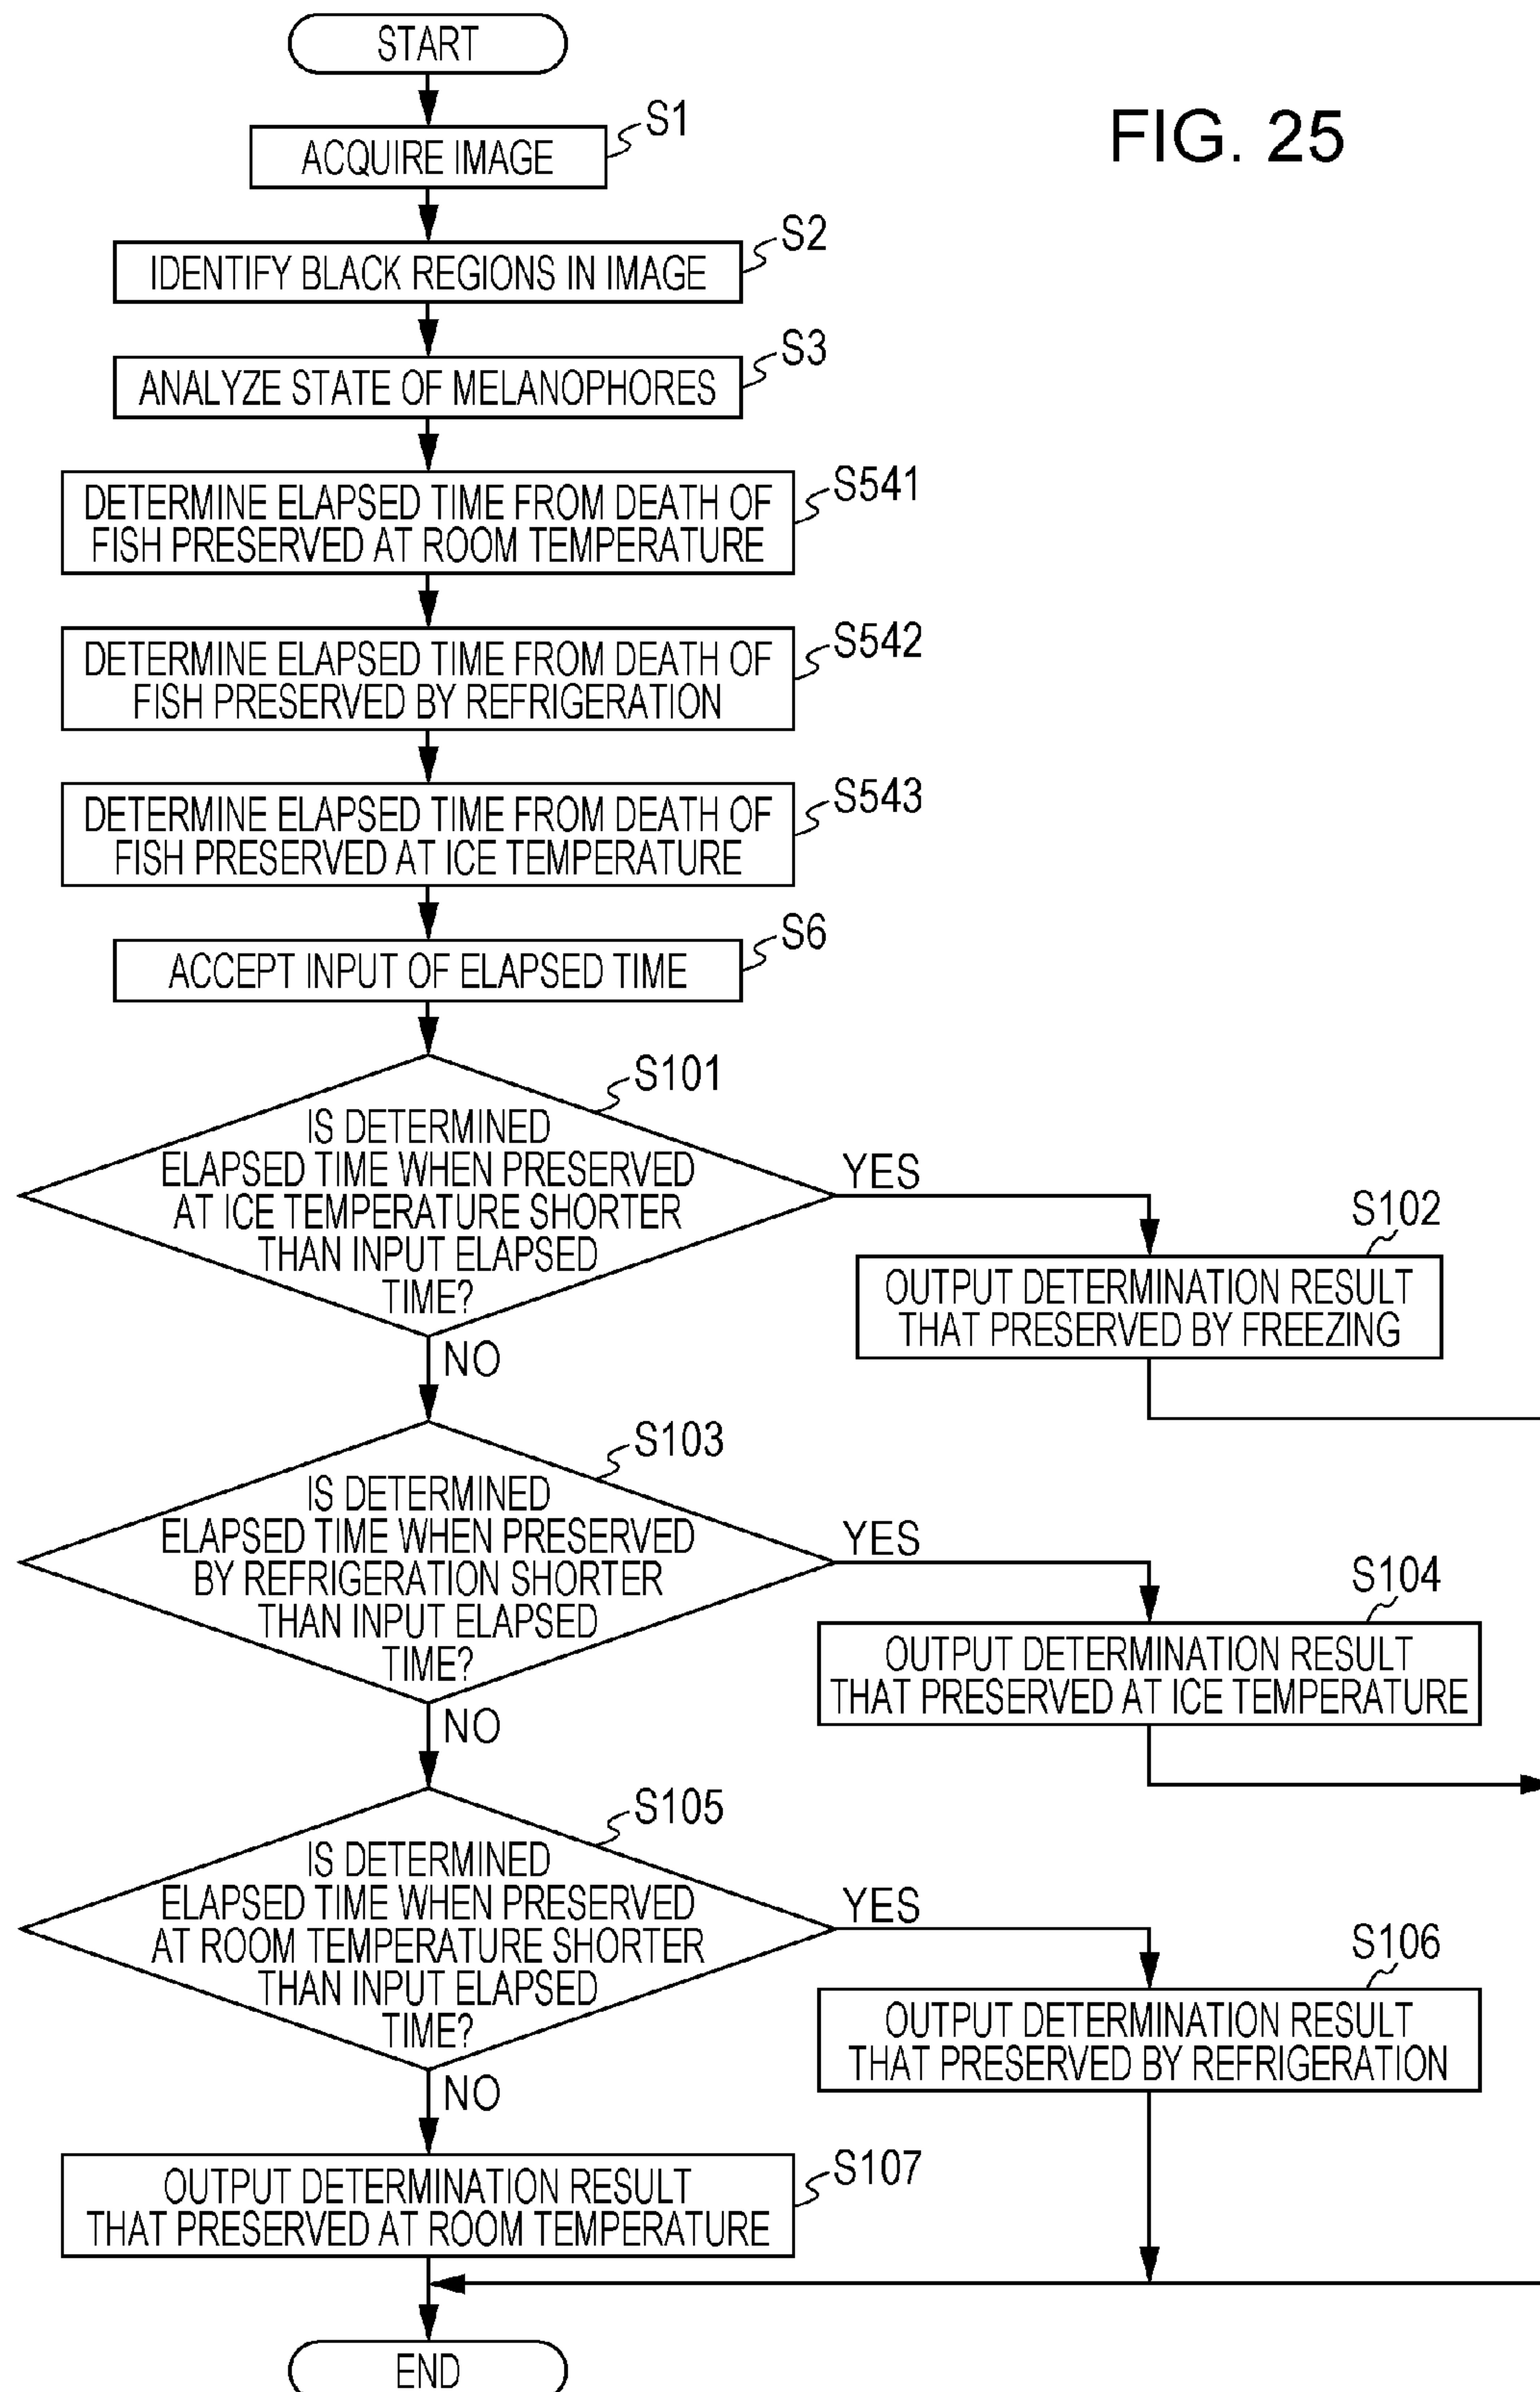 FIG. 25
START
S1
ACQUIRE IMAGE
S2
IDENTIFY BLACK REGIONS IN IMAGE
S3
ANALYZE STATE OF MELANOPHORES
S541
DETERMINE ELAPSED TIME FROM DEATH OF
FISH PRESERVED AT ROOM TEMPERATURE
S542
DETERMINE ELAPSED TIME FROM DEATH OF
FISH PRESERVED BY REFRIGERATION
S543
DETERMINE ELAPSED TIME FROM DEATH OF
FISH PRESERVED AT ICE TEMPERATURE
S6
ACCEPT INPUT OF ELAPSED TIME
S101
IS DETERMINED
ELAPSED TIME WHEN PRESERVED
AT ICE TEMPERATURE SHORTER
THAN INPUT ELAPSED
TIME?
YES
S102
OUTPUT DETERMINATION RESULT
THAT PRESERVED BY FREEZING
NO
S103
IS DETERMINED
ELAPSED TIME WHEN PRESERVED
BY REFRIGERATION SHORTER
THAN INPUT ELAPSED
TIME?
YES
S104
OUTPUT DETERMINATION RESULT
THAT PRESERVED AT ICE TEMPERATURE
NO
S105
IS DETERMINED
ELAPSED TIME WHEN PRESERVED
AT ROOM TEMPERATURE SHORTER
THAN INPUT ELAPSED
TIME?
YES
S106
OUTPUT DETERMINATION RESULT
THAT PRESERVED BY REFRIGERATION
NO
S107
OUTPUT DETERMINATION RESULT
THAT PRESERVED AT ROOM TEMPERATURE
END